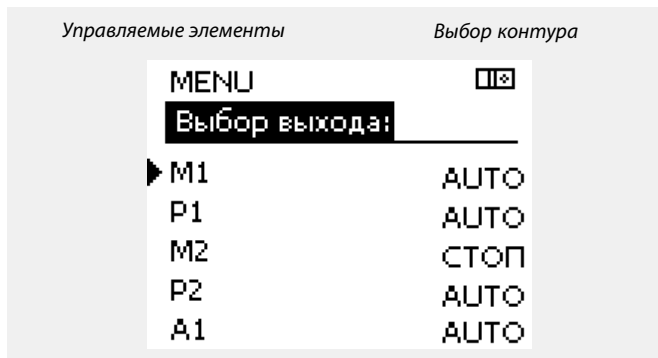 Управляемые элементы Выбор контура
MENU
Выбор выхода:
M1 AUTO
P1 AUTO
M2 СТОП
P2 AUTO
A1 AUTO